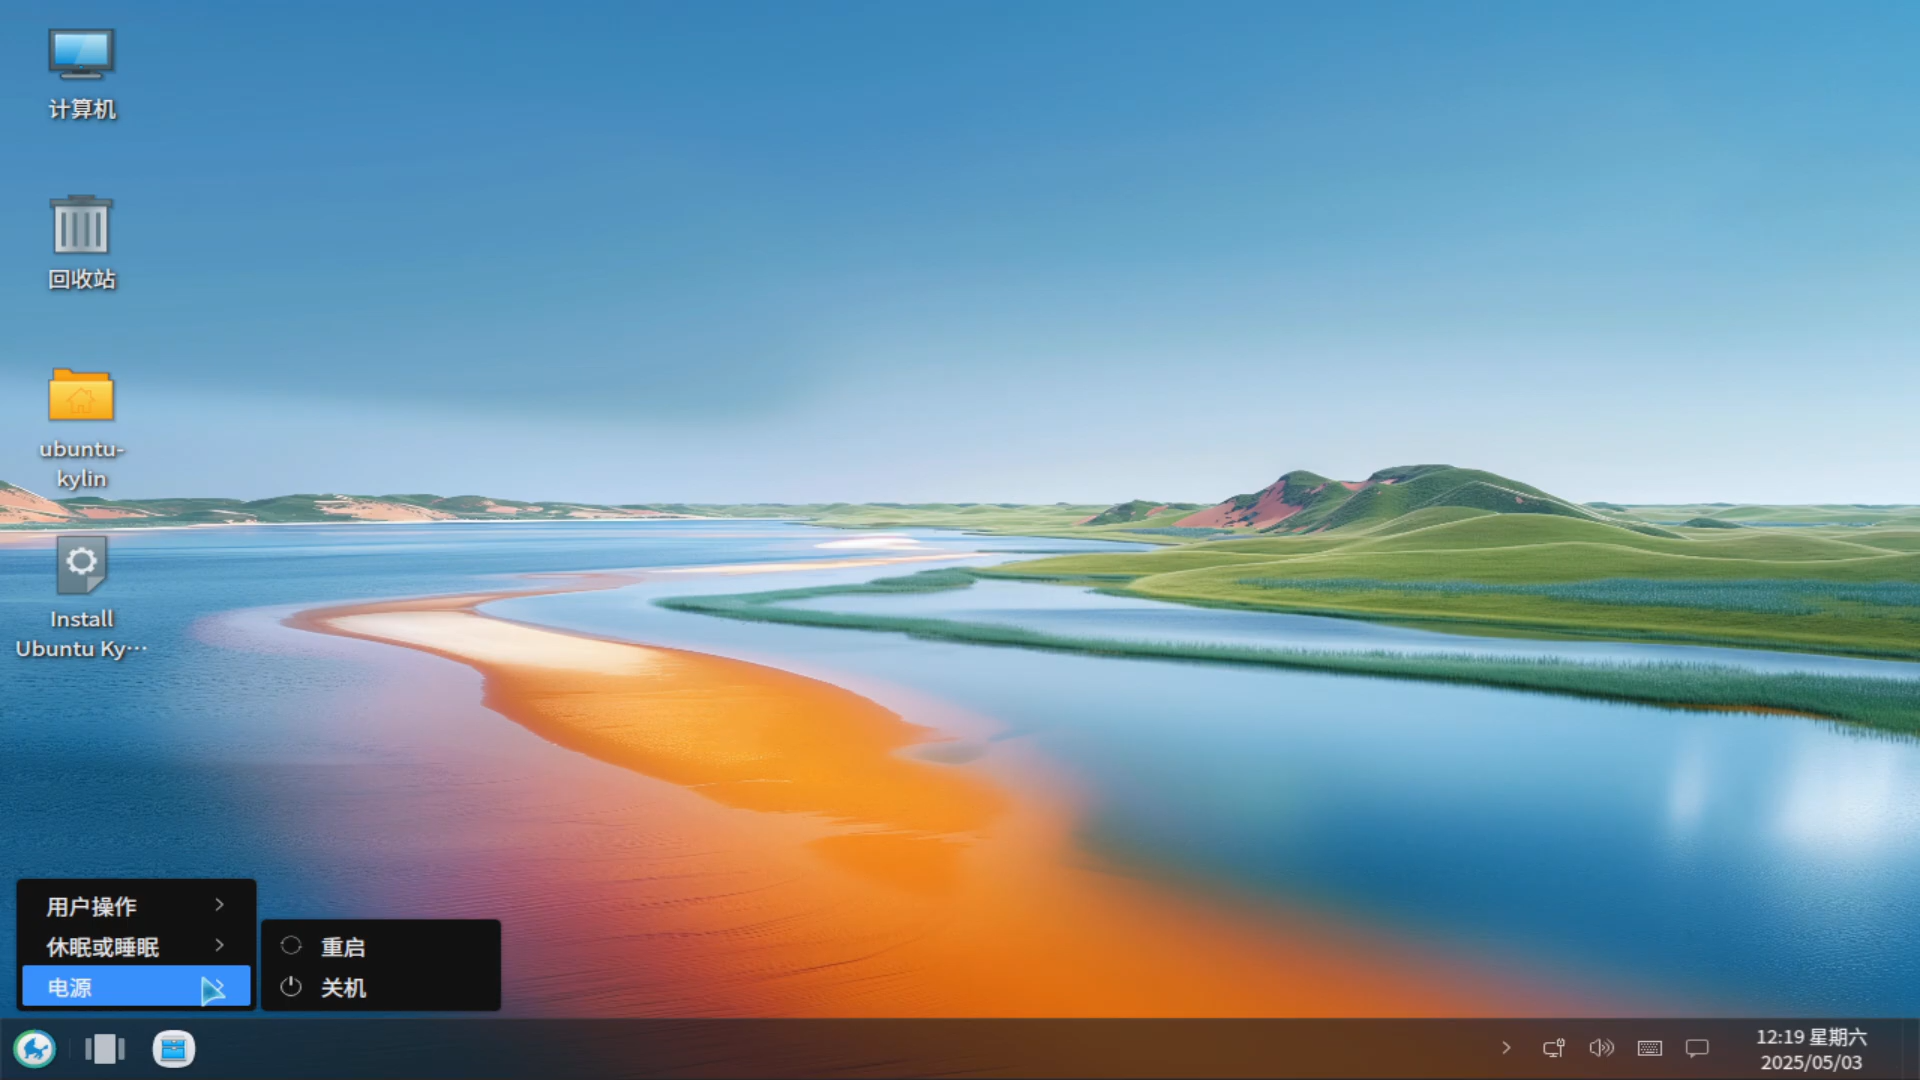 计算机
回收站
ubuntu-
kylin
Install
Ubuntu Ky···
用户操作
休眠或睡眠
电源
重启
关机
12:19 星期六
2025/05/03